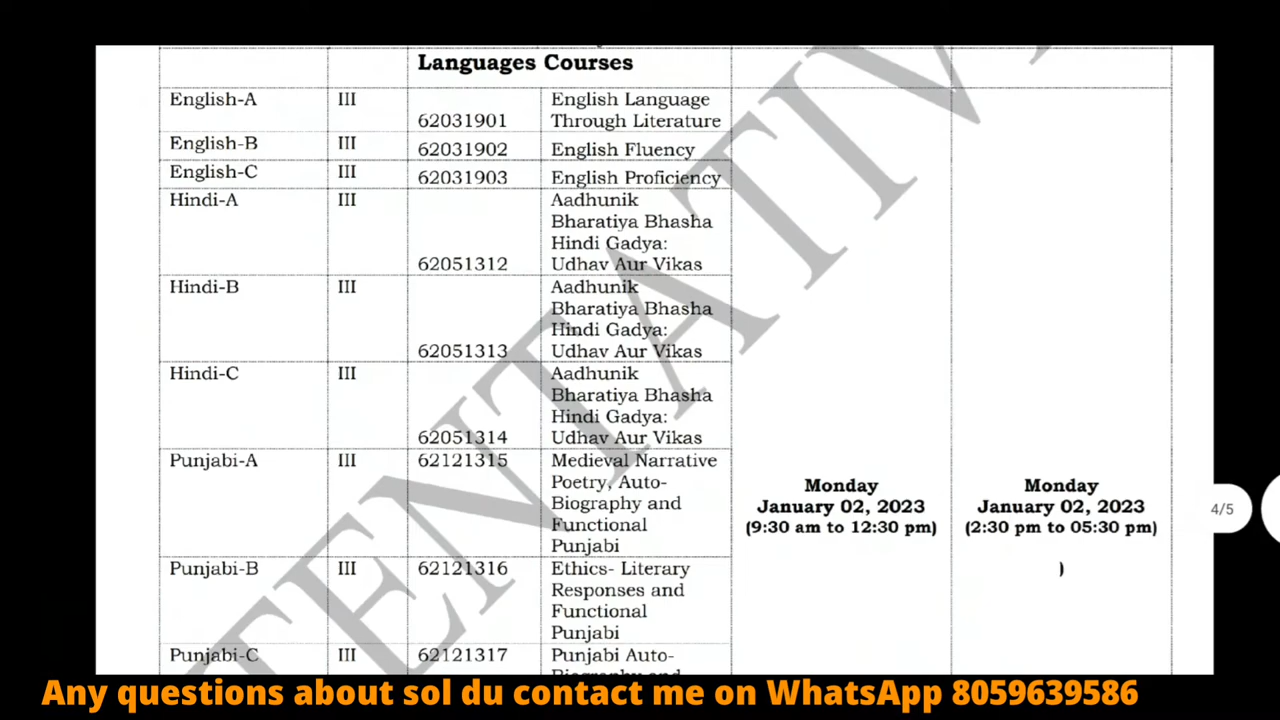 Languages Courses
English-A III 62031901 English Language
Through Literature
English-B III 62031902 English Fluency
English-C III 62031903 English Proficiency
Hindi-A III 62051312 Aadhunik
Bharatiya Bhasha
Hindi Gadya:
Udhav Aur Vikas
Hindi-B III 62051313 Aadhunik
Bharatiya Bhasha
Hindi Gadya:
Udhav Aur Vikas
Hindi-C III 62051314 Aadhunik
Bharatiya Bhasha
Hindi Gadya:
Udhav Aur Vikas
Punjabi-A III 62121315 Medieval Narrative
Poetry, Auto-
Biography and
Functional
Punjabi
Punjabi-B III 62121316 Ethics- Literary
Responses and
Functional
Punjabi
Punjabi-C III 62121317 Punjabi Auto-
Monday
January 02, 2023
(9:30 am to 12:30 pm)
Monday
January 02, 2023
(2:30 pm to 05:30 pm)
)
4/5
TENTATIV
Any questions about sol du contact me on WhatsApp 8059639586